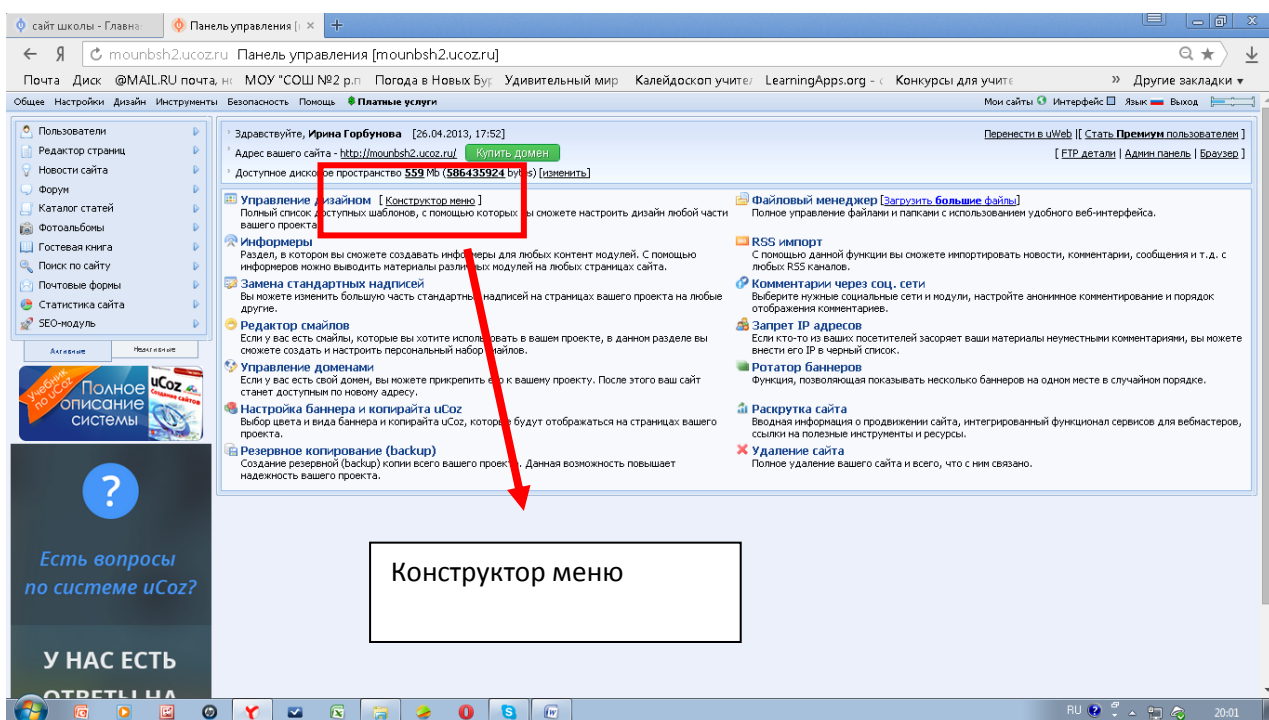 сайт школы - Главна
Панель управления [
mounbsh2.ucoz.ru Панель управления [mounbsh2.ucoz.ru]
Почта Диск @MAIL.RU почта, нс МОУ "СОШ №2 р.п Погода в Новых Бур Удивительный мир Калейдоскоп учите LearningApps.org - Конкурсы для учите » Другие закладки
Общее Настройки Дизайн Инструменты Безопасность Помощь Платные услуги Мои сайты Интерфейс Язык Выход
Пользователи
Редактор страниц
Новости сайта
Форум
Каталог статей
Фотоальбомы
Гостевая книга
Поиск по сайту
Почтовые формы
Статистика сайта
SEO-модуль
Активные Неактивные
Учебник по uCoz
Полное описание системы
uCoz
Создание сайтов
?
Есть вопросы
по системе uCoz?
У НАС ЕСТЬ
ОТВЕТЫ НА
Здравствуйте, Ирина Горбунова [26.04.2013, 17:52]
Перенести в uWeb |[ Стать Премиум пользователем ]
Адрес вашего сайта - http://mounbsh2.ucoz.ru/ Купить домен
[ FTP детали | Админ панель | Браузер ]
Доступное дисковое пространство 559 Mb (586435924 bytes) [изменить]
Управление дизайном [ Конструктор меню ]
Полный список доступных шаблонов, с помощью которых вы сможете настроить дизайн любой части
вашего проекта.
Информеры
Раздел, в котором вы сможете создавать информеры для любых контент модулей. С помощью
информеров можно выводить материалы различных модулей на любых страницах сайта.
Замена стандартных надписей
Вы можете изменить большую часть стандартных надписей на страницах вашего проекта на любые
другие.
Редактор смайлов
Если у вас есть смайлы, которые вы хотите использовать в вашем проекте, в данном разделе вы
сможете создать и настроить персональный набор смайлов.
Управление доменами
Если у вас есть свой домен, вы можете прикрепить его к вашему проекту. После этого ваш сайт
станет доступным по новому адресу.
Настройка баннера и копирайта uCoz
Выбор цвета и вида баннера и копирайта uCoz, которые будут отображаться на страницах вашего
проекта.
Резервное копирование (backup)
Создание резервной (backup) копии всего вашего проекта. Данная возможность повышает
надежность вашего проекта.
Файловый менеджер [Загрузить большие файлы]
Полное управление файлами и папками с использованием удобного веб-интерфейса.
RSS импорт
С помощью данной функции вы сможете импортировать новости, комментарии, сообщения и т.д. с
любых RSS каналов.
Комментарии через соц. сети
Выберите нужные социальные сети и модули, настройте анонимное комментирование и порядок
отображения комментариев.
Запрет IP адресов
Если кто-то из ваших посетителей засоряет ваши материалы неуместными комментариями, вы можете
внести его IP в черный список.
Ротатор баннеров
Функция, позволяющая показывать несколько баннеров на одном месте в случайном порядке.
Раскрутка сайта
Вводная информация о продвижении сайта, интегрированный функционал сервисов для вебмастеров,
ссылки на полезные инструменты и ресурсы.
Удаление сайта
Полное удаление вашего сайта и всего, что с ним связано.
Конструктор меню
RU 20:01